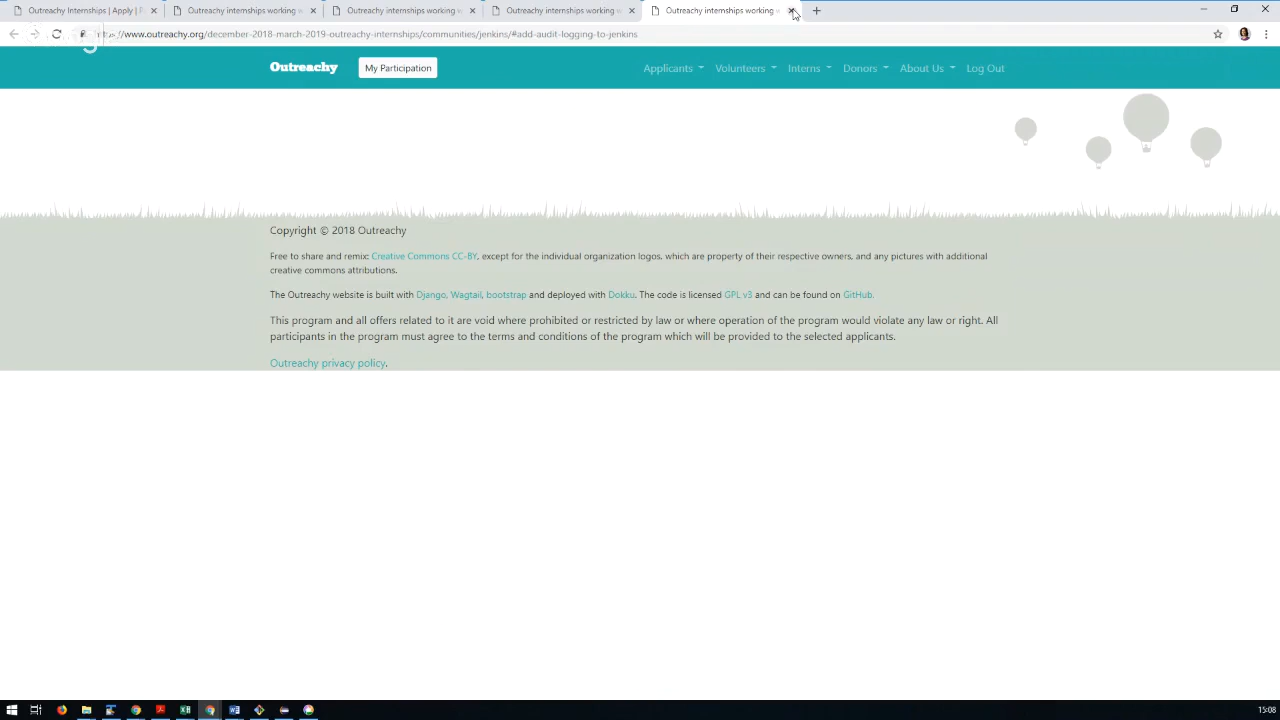 Outreachy Internships | Apply |
Outreachy internships working
Outreachy internships working
Outreachy internships working
Outreachy internships working
://www.outreachy.org/december-2018-march-2019-outreachy-internships/communities/jenkins/#add-audit-logging-to-jenkins
Outreachy My Participation Applicants Volunteers Interns Donors About Us Log Out
Copyright © 2018 Outreachy
Free to share and remix: Creative Commons CC-BY, except for the individual organization logos, which are property of their respective owners, and any pictures with additional
creative commons attributions.
The Outreachy website is built with Django, Wagtail, bootstrap and deployed with Dokku. The code is licensed GPL v3 and can be found on GitHub.
This program and all offers related to it are void where prohibited or restricted by law or where operation of the program would violate any law or right. All
participants in the program must agree to the terms and conditions of the program which will be provided to the selected applicants.
Outreachy privacy policy.
15:08